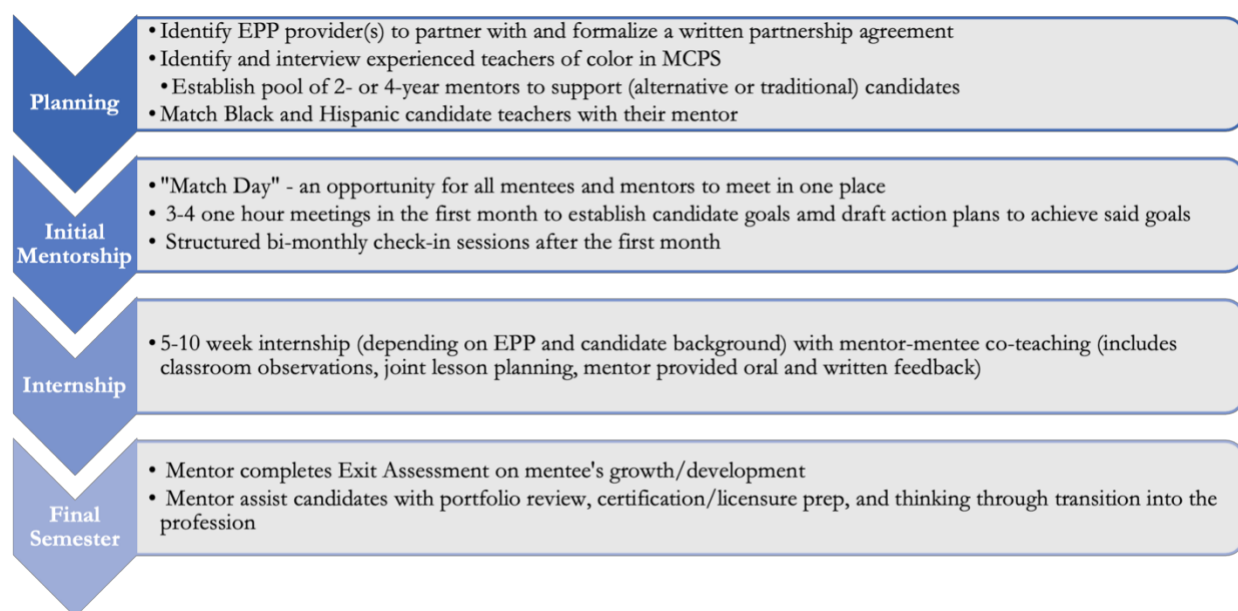 Planning
• Identify EPP provider(s) to partner with and formalize a written partnership agreement
• Identify and interview experienced teachers of color in MCPS
• Establish pool of 2- or 4-year mentors to support (alternative or traditional) candidates
• Match Black and Hispanic candidate teachers with their mentor
Initial
Mentorship
• "Match Day" - an opportunity for all mentees and mentors to meet in one place
• 3-4 one hour meetings in the first month to establish candidate goals amd draft action plans to achieve said goals
• Structured bi-monthly check-in sessions after the first month
Internship
• 5-10 week internship (depending on EPP and candidate background) with mentor-mentee co-teaching (includes
classroom observations, joint lesson planning, mentor provided oral and written feedback)
Final
Semester
• Mentor completes Exit Assessment on mentee's growth/development
• Mentor assist candidates with portfolio review, certification/licensure prep, and thinking through transition into the
profession